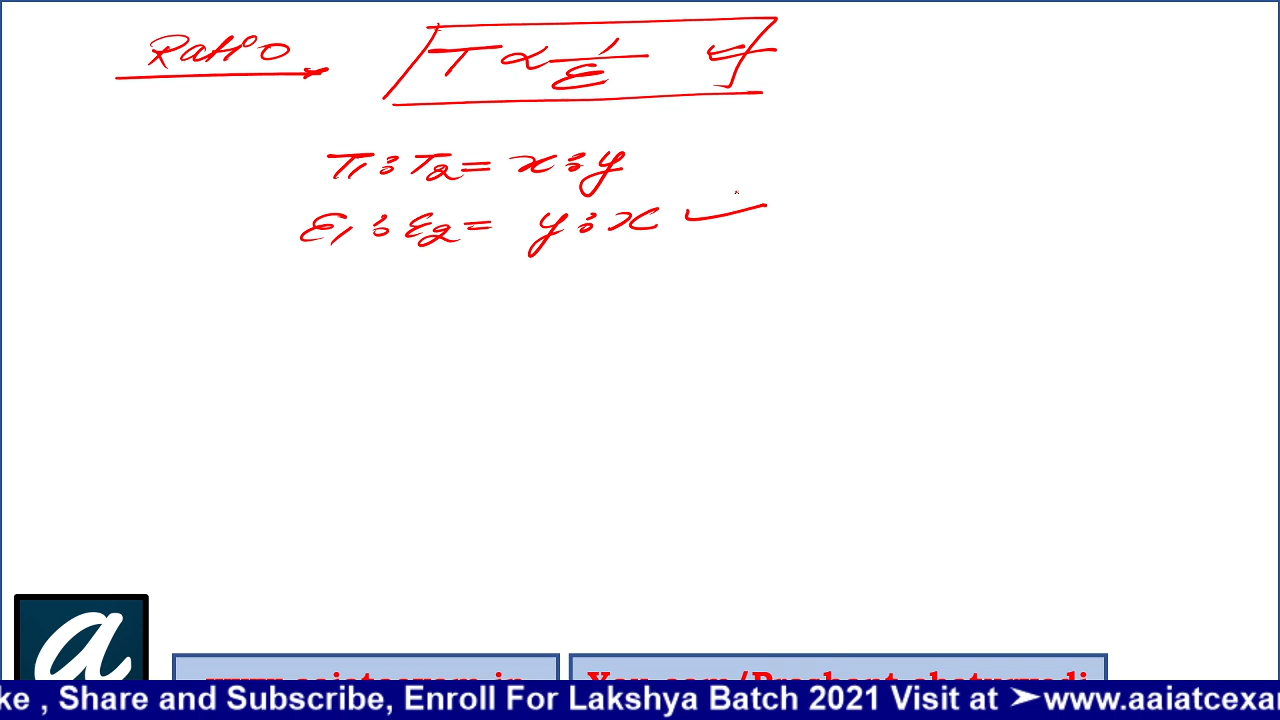 Ratio T ∝ 1/E
T1 : T2 = x : y
E1 : E2 = y : x
a
ke , Share and Subscribe, Enroll For Lakshya Batch 2021 Visit at ➤www.aaiatcexa